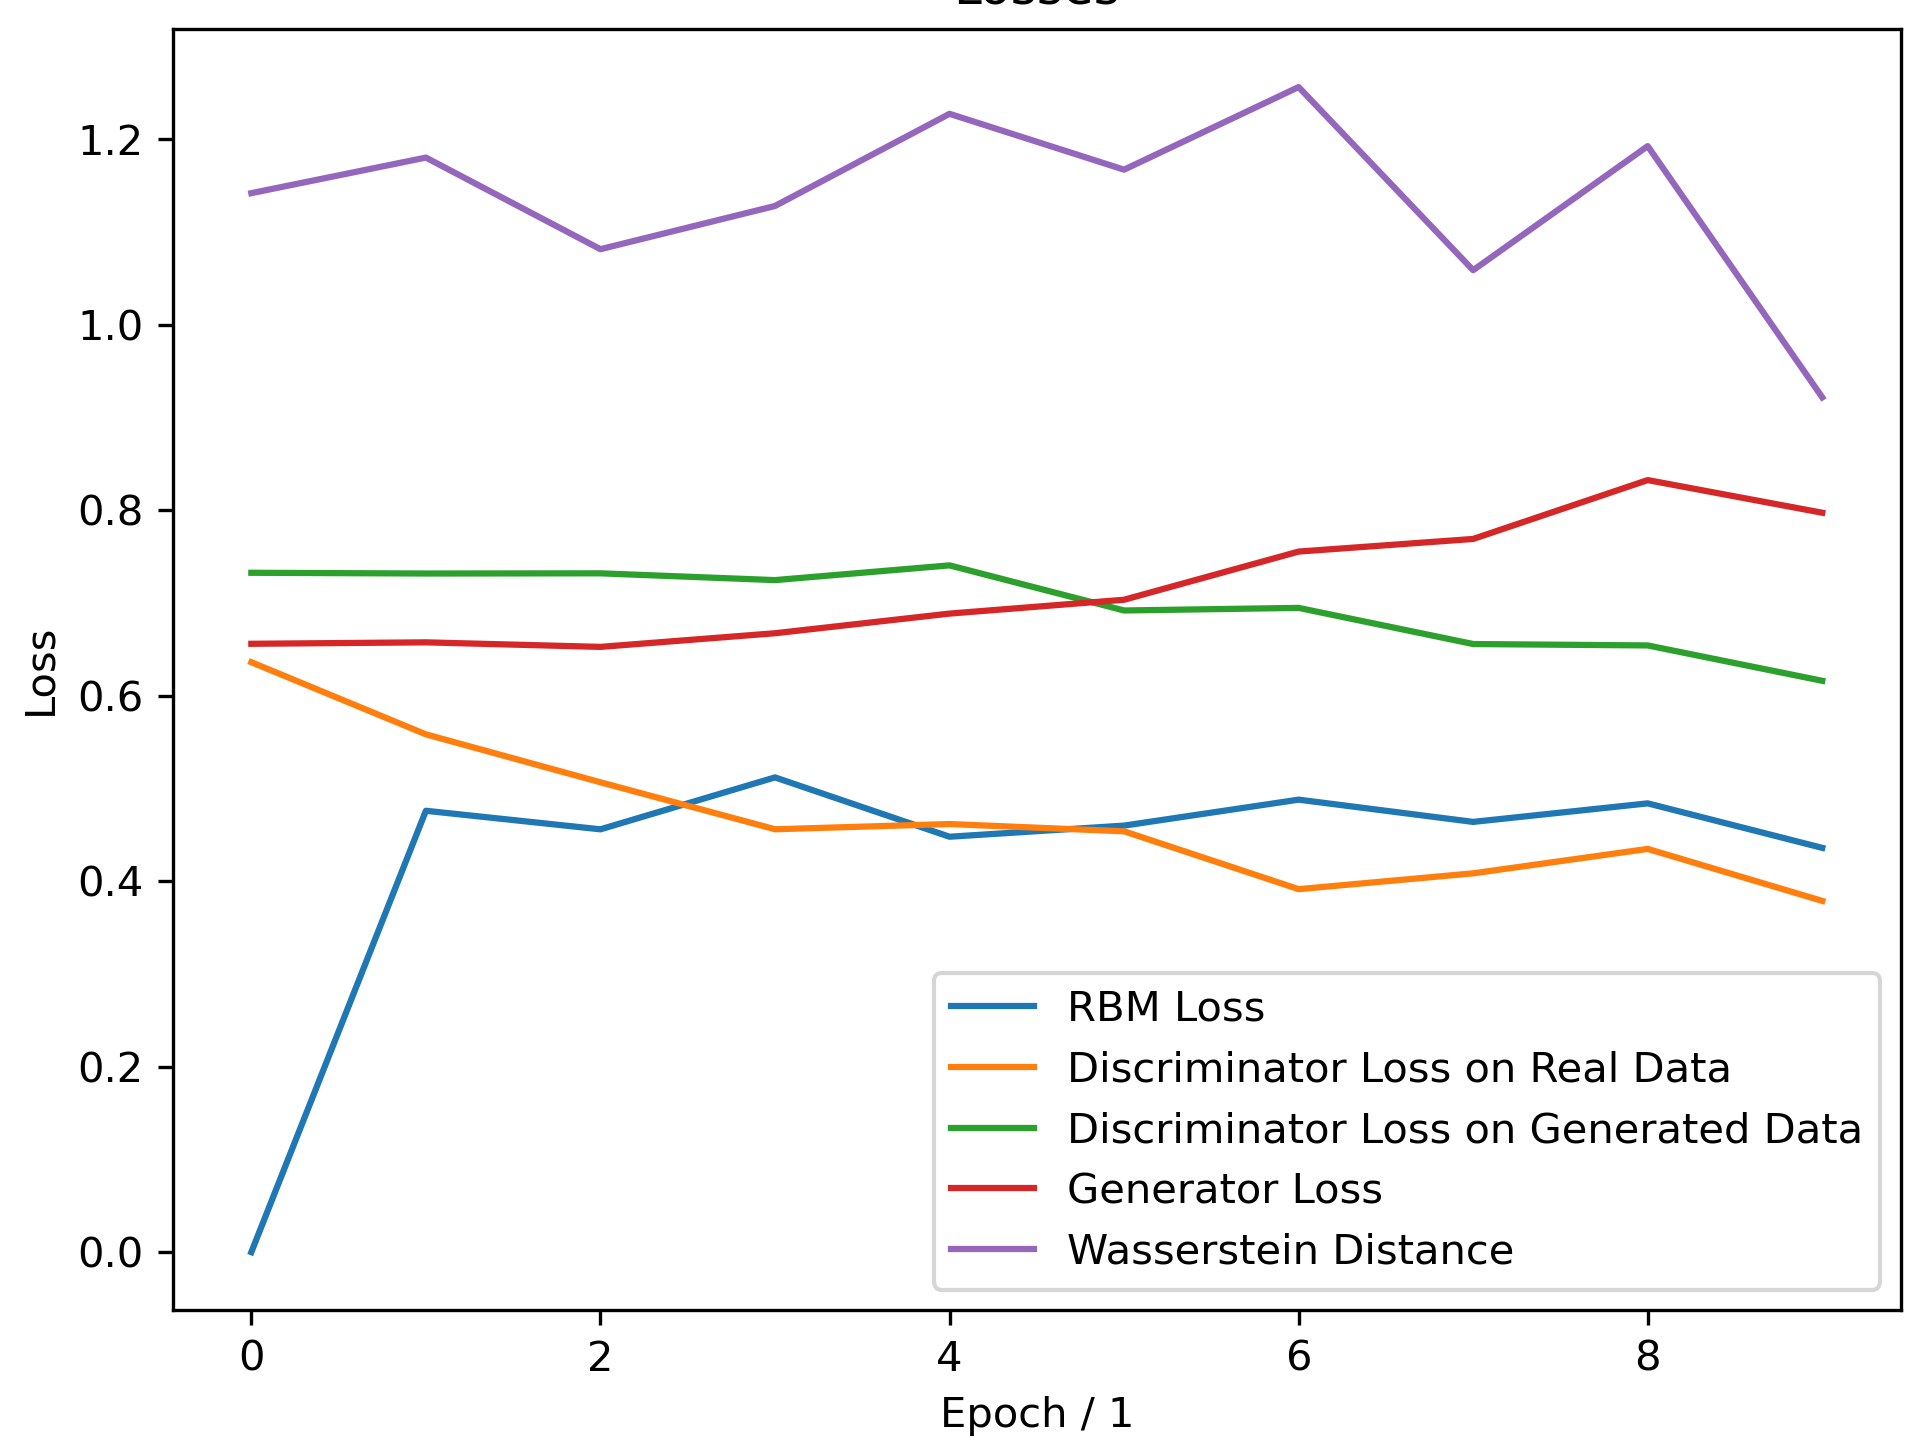 Losses
1.2
1.0
0.8
0.6
0.4
0.2
0.0
Loss
RBM Loss
Discriminator Loss on Real Data
Discriminator Loss on Generated Data
Generator Loss
Wasserstein Distance
0 2 4 6 8
Epoch / 1